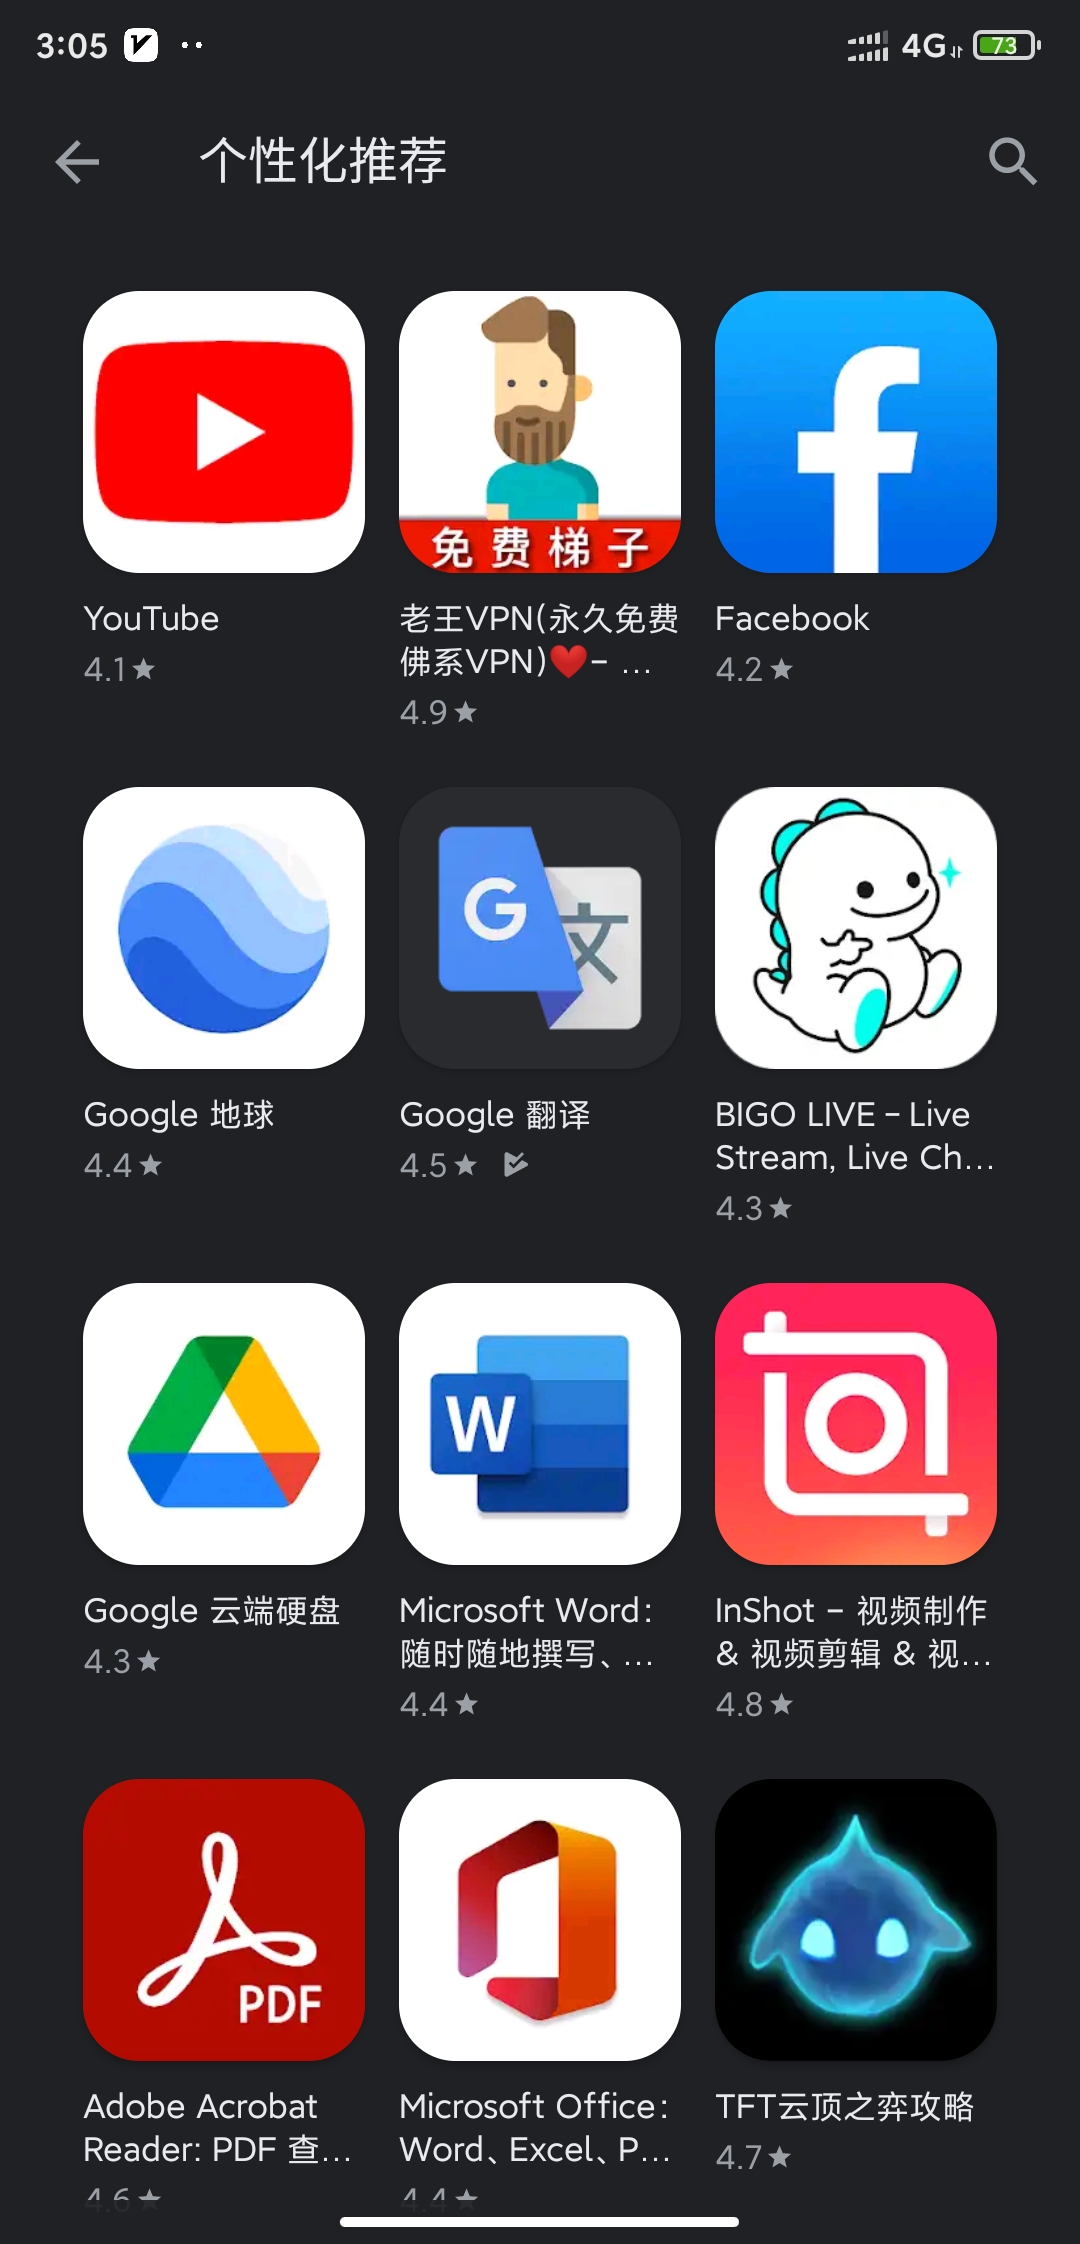 3:05
4G
73
个性化推荐
免费梯子
YouTube
4.1★
老王VPN(永久免费
佛系VPN)❤️– ...
4.9★
f
Facebook
4.2★
Google 地球
4.4★
G
文
Google 翻译
4.5★
BIGO LIVE – Live
Stream, Live Ch...
4.3★
Google 云端硬盘
4.3★
W
Microsoft Word:
随时随地撰写、...
4.4★
InShot – 视频制作
& 视频剪辑 & 视...
4.8★
PDF
Adobe Acrobat
Reader: PDF 查...
4.6★
Microsoft Office:
Word、Excel、P...
4.4★
TFT云顶之弈攻略
4.7★